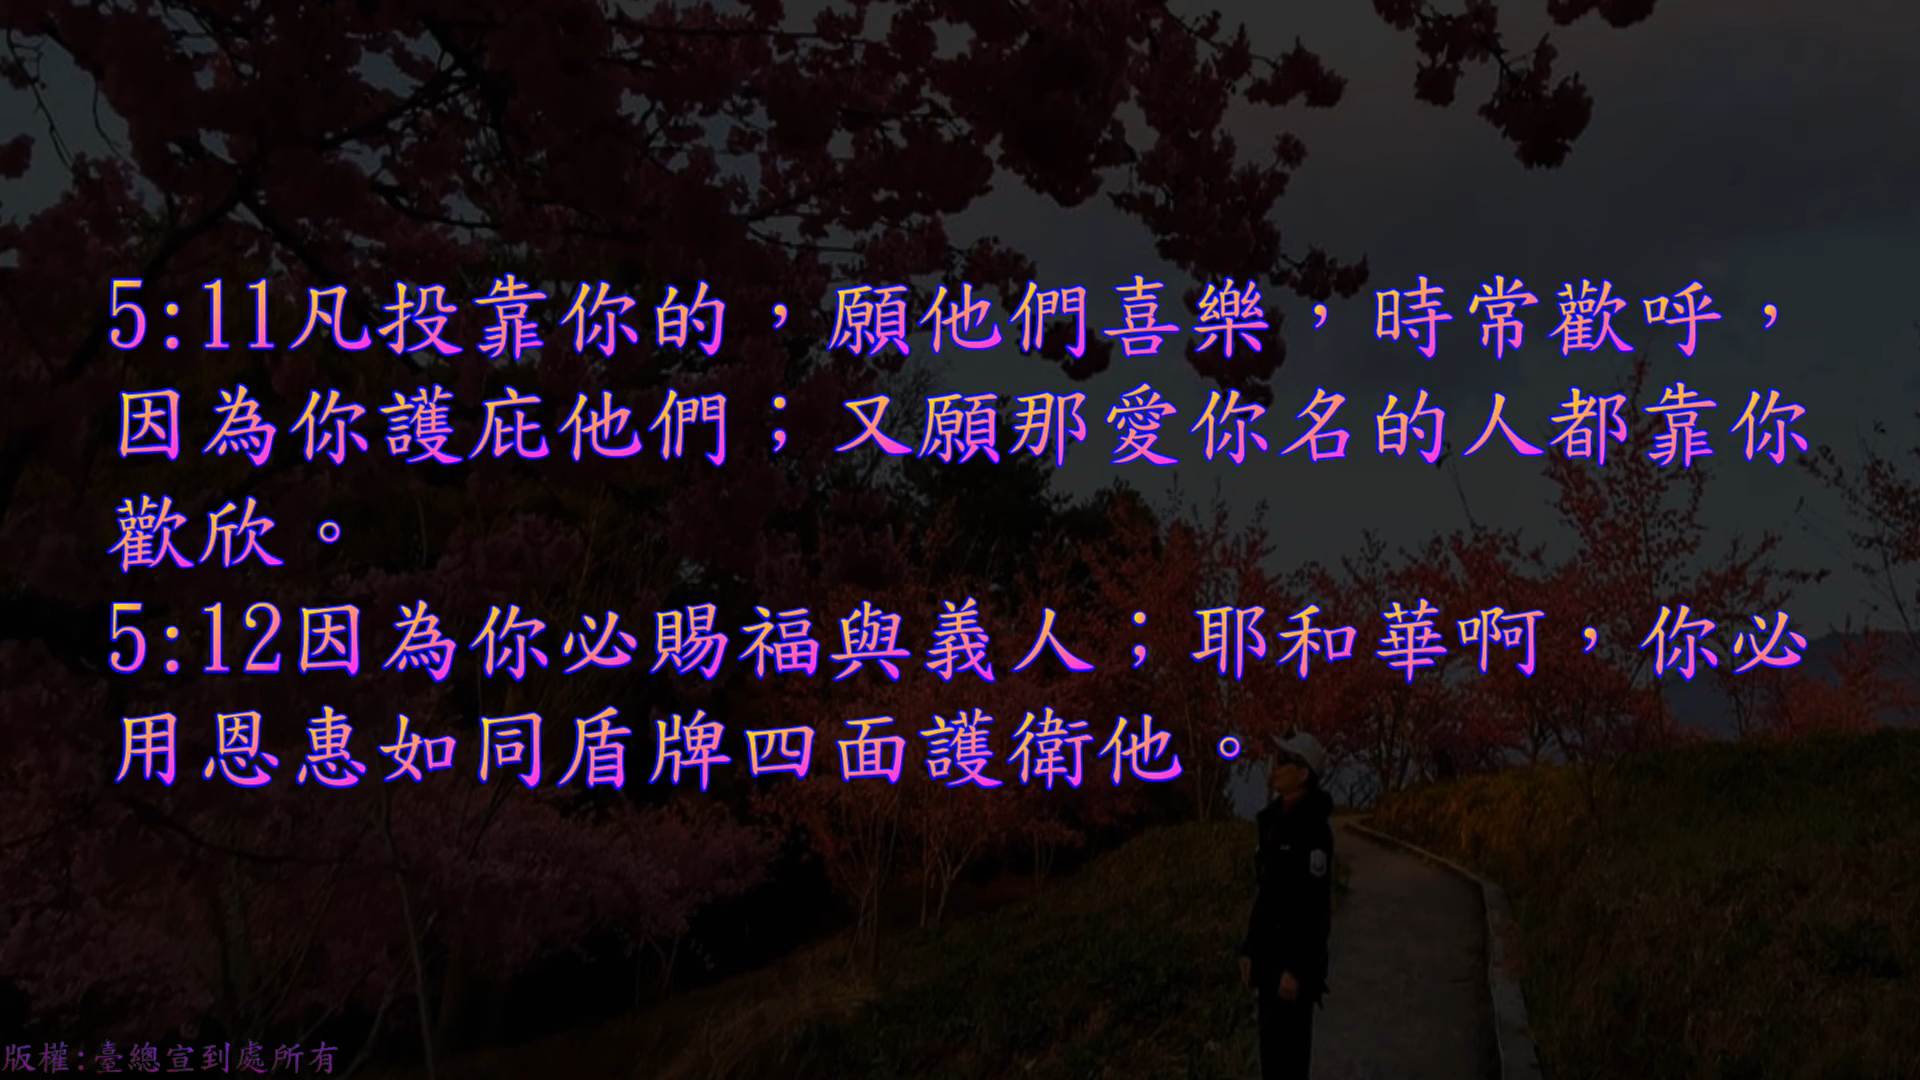 5:11凡投靠你的，願他們喜樂，時常歡呼，
因為你護庇他們；又願那愛你名的人都靠你
歡欣。
5:12因為你必賜福與義人；耶和華啊，你必
用恩惠如同盾牌四面護衛他。
版權:臺總宣到處所有